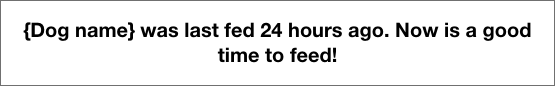 {Dog name} was last fed 24 hours ago. Now is a good
time to feed!